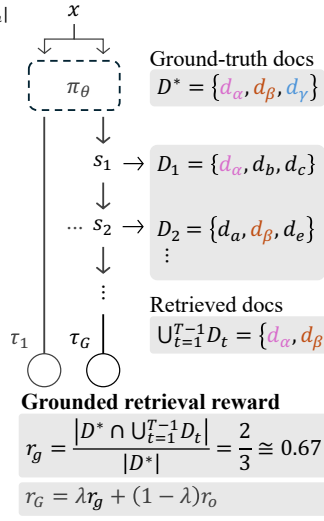 x
π_θ
Ground-truth docs
D* = {d_α, d_β, d_γ}
s_1 → D_1 = {d_α, d_b, d_c}
... s_2 → D_2 = {d_a, d_β, d_e}
⋮ ⋮
Retrieved docs
τ_1 τ_G ⋃_{t=1}^{T−1} D_t = {d_α, d_β
Grounded retrieval reward
r_g = |D* ∩ ⋃_{t=1}^{T−1} D_t| / |D*| = 2/3 ≅ 0.67
r_G = λr_g + (1 − λ)r_o